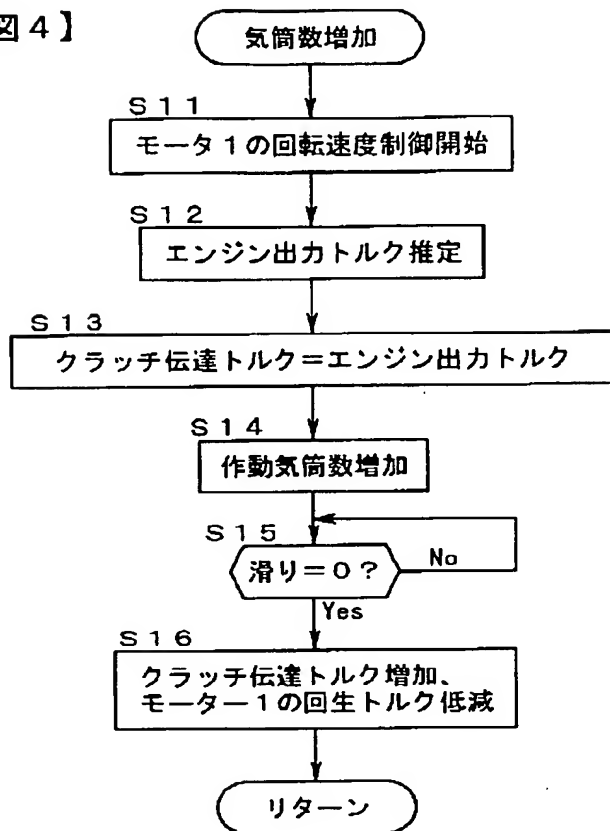 図4】
気筒数増加
S11
モータ1の回転速度制御開始
S12
エンジン出力トルク推定
S13
クラッチ伝達トルク=エンジン出力トルク
S14
作動気筒数増加
S15
滑り=0?
No
Yes
S16
クラッチ伝達トルク増加、
モーター1の回生トルク低減
リターン